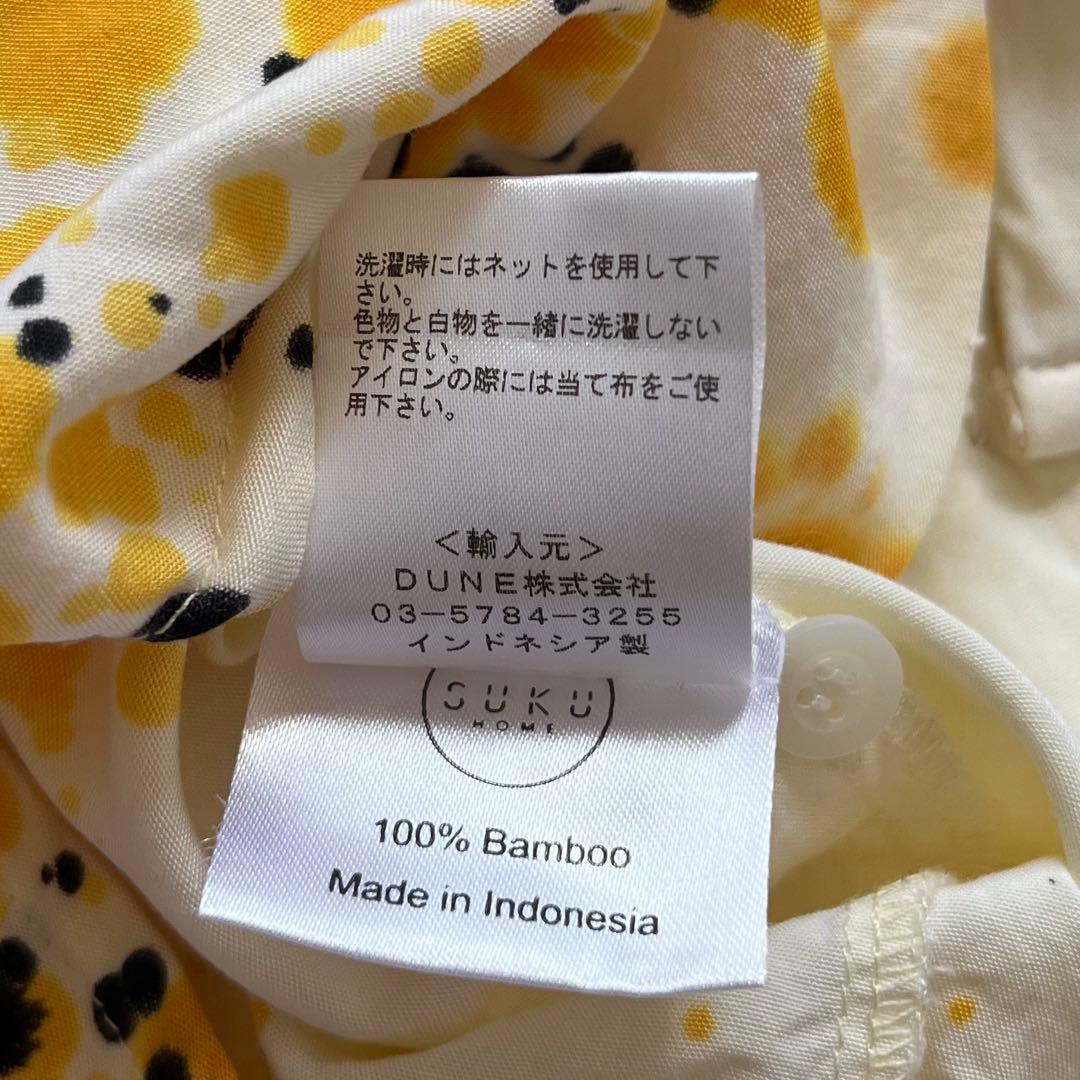 洗濯時にはネットを使用して下
さい。
色物と白物を一緒に洗濯しない
で下さい。
アイロンの際には当て布をご使
用下さい。
＜輸入元＞
DUNE株式会社
03-5784-3255
インドネシア製
SUKU
HOME
100% Bamboo
Made in Indonesia